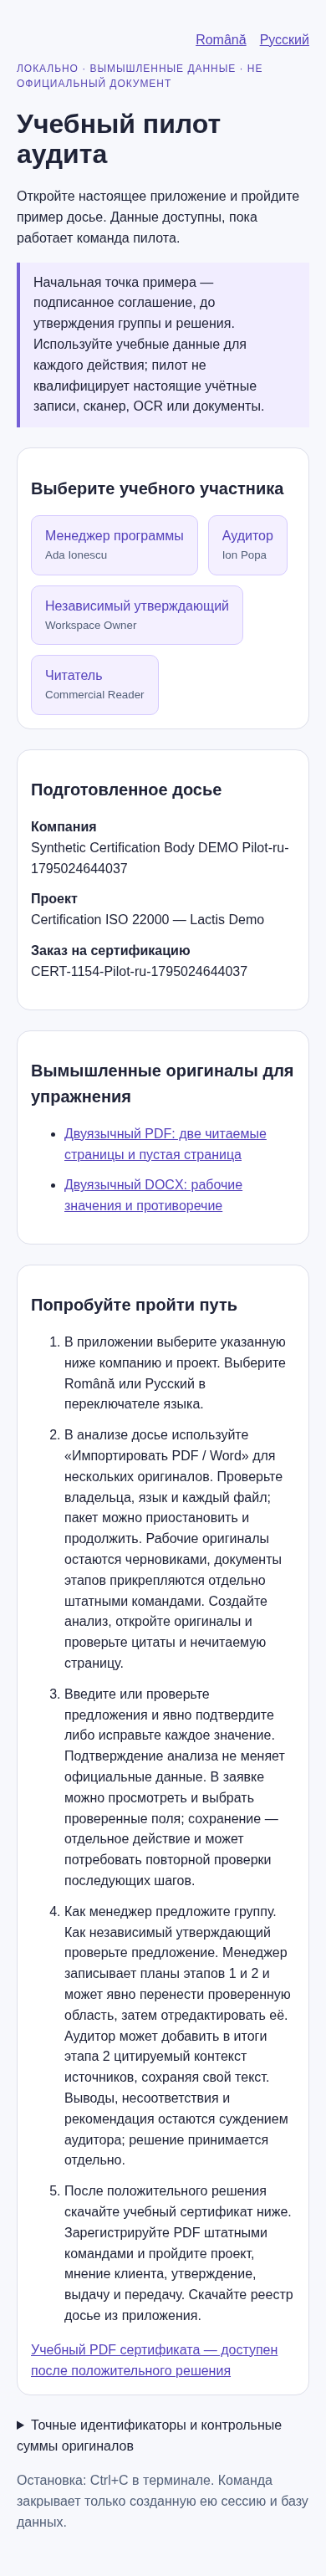 Română Русский
ЛОКАЛЬНО · ВЫМЫШЛЕННЫЕ ДАННЫЕ · НЕ
ОФИЦИАЛЬНЫЙ ДОКУМЕНТ
Учебный пилот
аудита
Откройте настоящее приложение и пройдите
пример досье. Данные доступны, пока
работает команда пилота.
Начальная точка примера —
подписанное соглашение, до
утверждения группы и решения.
Используйте учебные данные для
каждого действия; пилот не
квалифицирует настоящие учётные
записи, сканер, OCR или документы.
Выберите учебного участника
Менеджер программы
Ada Ionescu
Аудитор
Ion Popa
Независимый утверждающий
Workspace Owner
Читатель
Commercial Reader
Подготовленное досье
Компания
Synthetic Certification Body DEMO Pilot-ru-
1795024644037
Проект
Certification ISO 22000 — Lactis Demo
Заказ на сертификацию
CERT-1154-Pilot-ru-1795024644037
Вымышленные оригиналы для
упражнения
• Двуязычный PDF: две читаемые
страницы и пустая страница
• Двуязычный DOCX: рабочие
значения и противоречие
Попробуйте пройти путь
1. В приложении выберите указанную
ниже компанию и проект. Выберите
Română или Русский в
переключателе языка.
2. В анализе досье используйте
«Импортировать PDF / Word» для
нескольких оригиналов. Проверьте
владельца, язык и каждый файл;
пакет можно приостановить и
продолжить. Рабочие оригиналы
остаются черновиками, документы
этапов прикрепляются отдельно
штатными командами. Создайте
анализ, откройте оригиналы и
проверьте цитаты и нечитаемую
страницу.
3. Введите или проверьте
предложения и явно подтвердите
либо исправьте каждое значение.
Подтверждение анализа не меняет
официальные данные. В заявке
можно просмотреть и выбрать
проверенные поля; сохранение —
отдельное действие и может
потребовать повторной проверки
последующих шагов.
4. Как менеджер предложите группу.
Как независимый утверждающий
проверьте предложение. Менеджер
записывает планы этапов 1 и 2 и
может явно перенести проверенную
область, затем отредактировать её.
Аудитор может добавить в итоги
этапа 2 цитируемый контекст
источников, сохраняя свой текст.
Выводы, несоответствия и
рекомендация остаются суждением
аудитора; решение принимается
отдельно.
5. После положительного решения
скачайте учебный сертификат ниже.
Зарегистрируйте PDF штатными
командами и пройдите проект,
мнение клиента, утверждение,
выдачу и передачу. Скачайте реестр
досье из приложения.
Учебный PDF сертификата — доступен
после положительного решения
▶ Точные идентификаторы и контрольные
суммы оригиналов
Остановка: Ctrl+C в терминале. Команда
закрывает только созданную ею сессию и базу
данных.